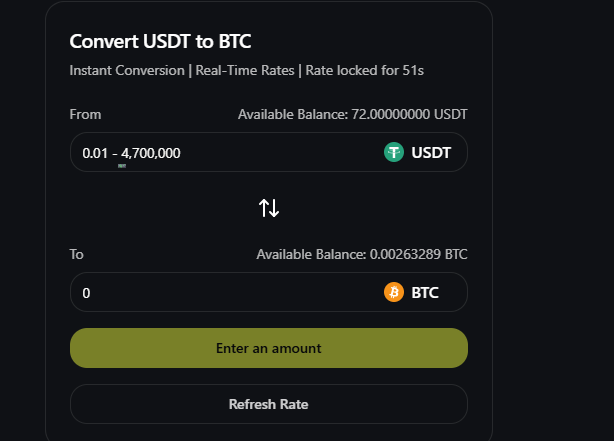 Convert USDT to BTC
Instant Conversion | Real-Time Rates | Rate locked for 51s
From Available Balance: 72.00000000 USDT
0.01 - 4,700,000 USDT
To Available Balance: 0.00263289 BTC
0 BTC
Enter an amount
Refresh Rate